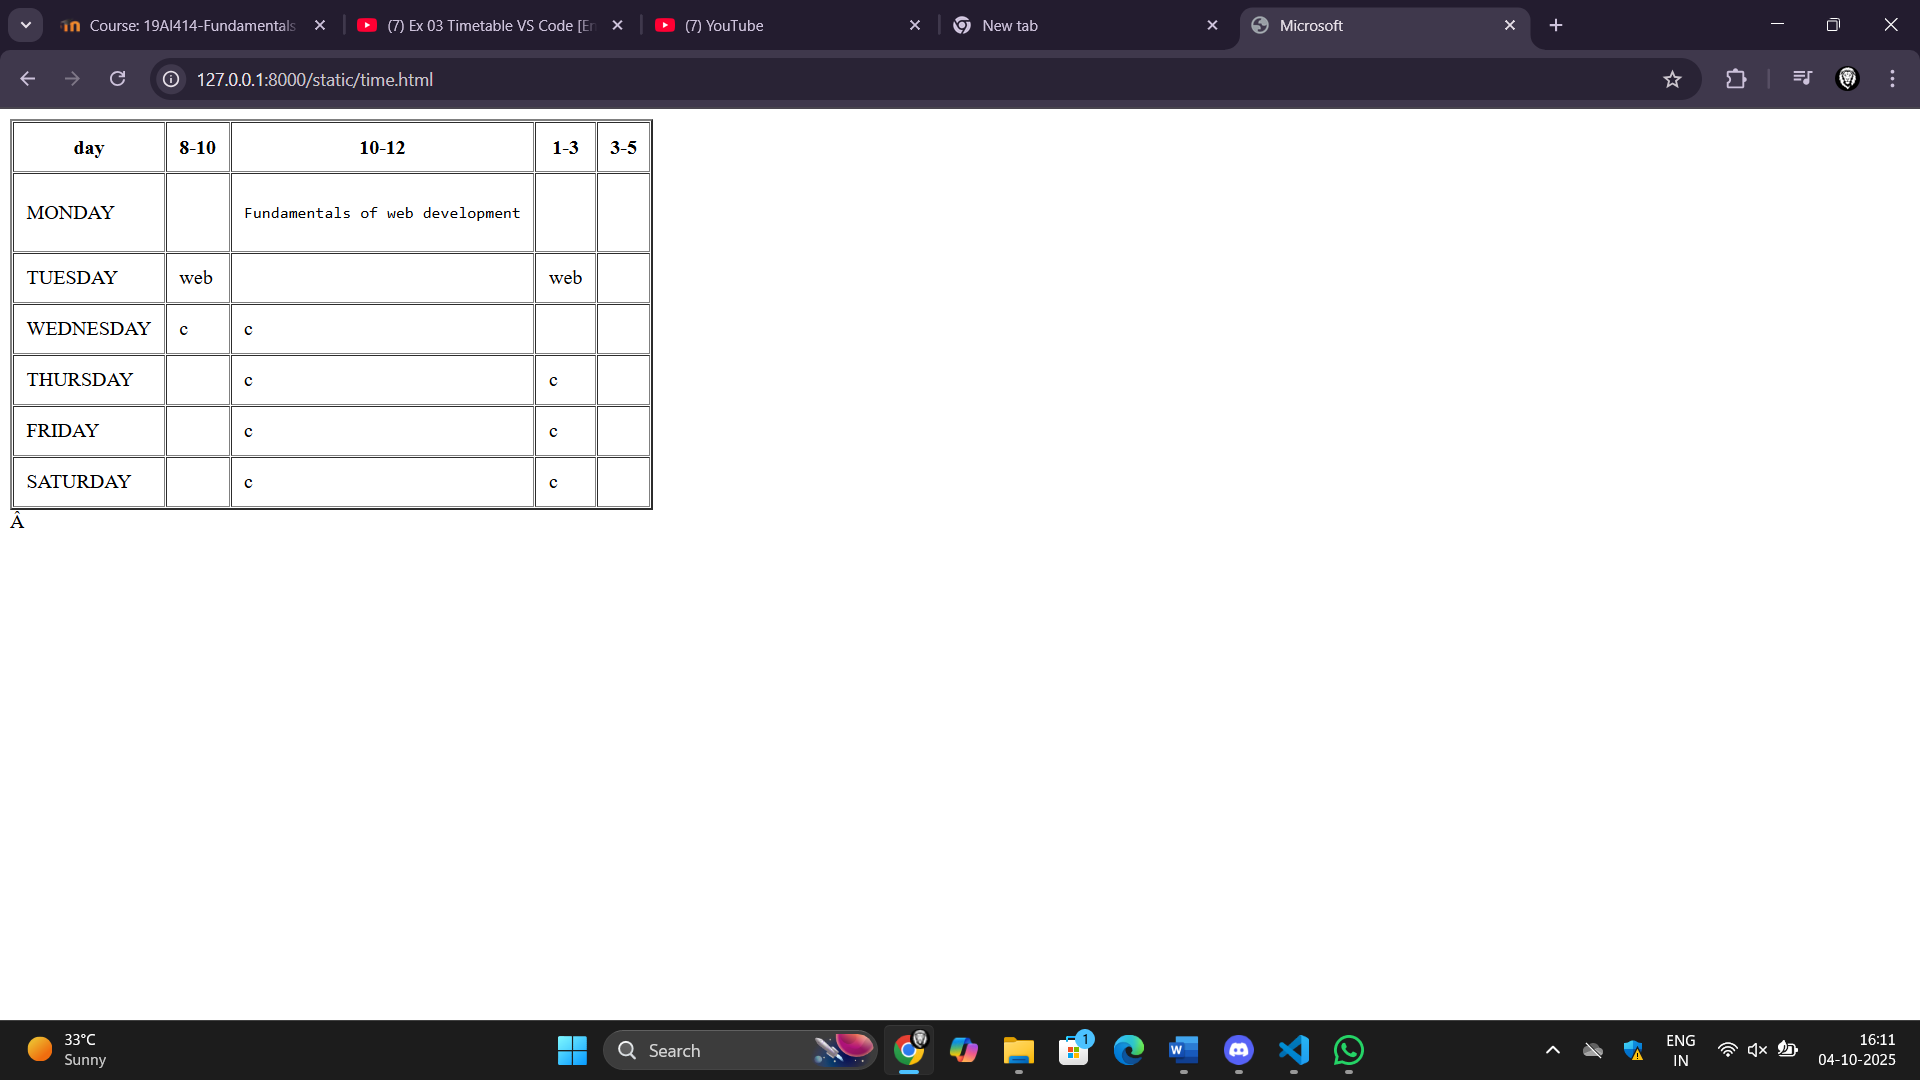 Course: 19AI414-Fundamentals
(7) Ex 03 Timetable VS Code [En
(7) YouTube
New tab
Microsoft
127.0.0.1:8000/static/time.html
day 8-10 10-12 1-3 3-5
MONDAY Fundamentals of web development
TUESDAY web web
WEDNESDAY c c
THURSDAY c c
FRIDAY c c
SATURDAY c c
Â
33°C
Sunny
Search
1
ENG
IN
16:11
04-10-2025